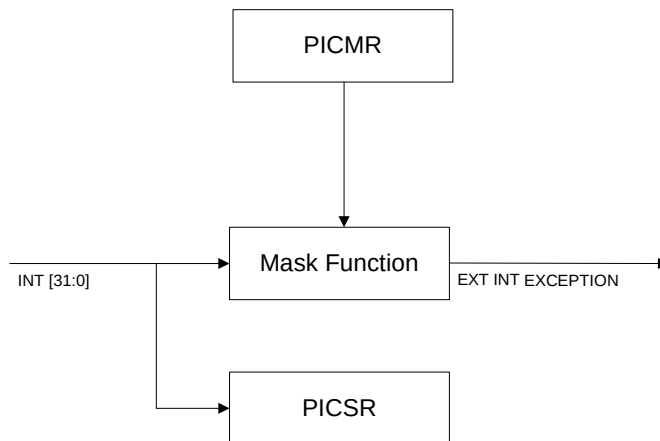 PICMR
Mask Function
INT [31:0]
EXT INT EXCEPTION
PICSR